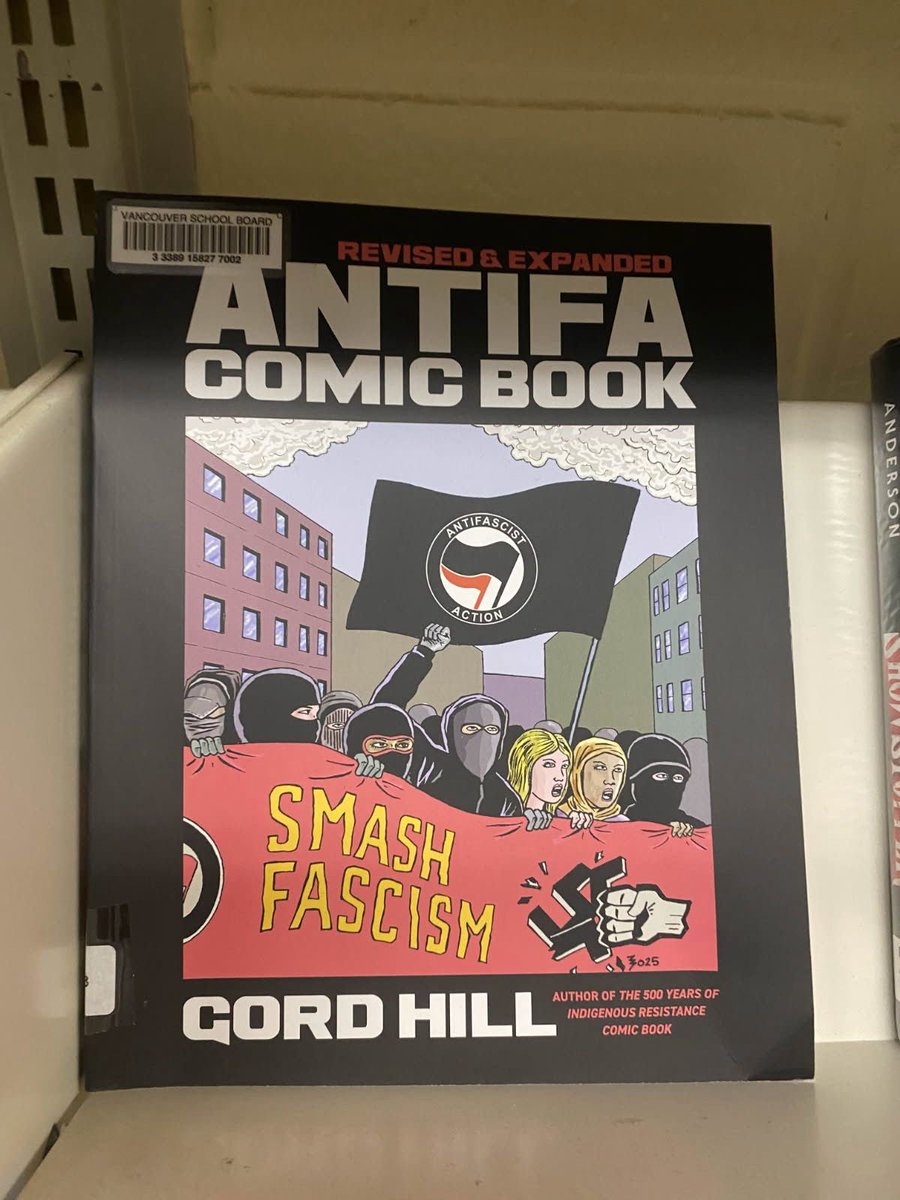 VANCOUVER SCHOOL BOARD
3 3389 15827 7002
REVISED & EXPANDED
ANTIFA
COMIC BOOK
ANDERSON
ANTIFASCIST
ACTION
SMASH
FASCISM
025
GORD HILL
AUTHOR OF THE 500 YEARS OF
INDIGENOUS RESISTANCE
COMIC BOOK